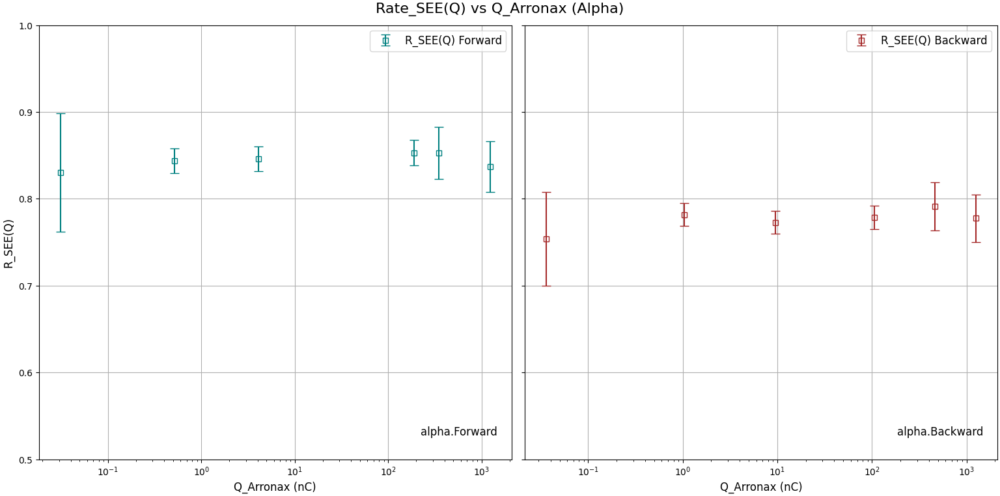 Rate_SEE(Q) vs Q_Arronax (Alpha)
R_SEE(Q) Forward
R_SEE(Q) Backward
1.0
0.9
0.8
0.7
0.6
0.5
R_SEE(Q)
alpha.Forward
alpha.Backward
10⁻¹
10⁰
10¹
10²
10³
10⁻¹
10⁰
10¹
10²
10³
Q_Arronax (nC)
Q_Arronax (nC)